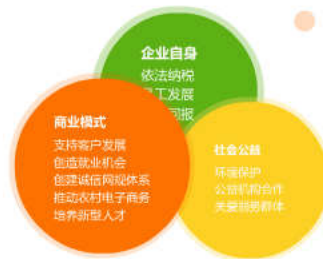 企业自身
依法纳税
工发展
回报
商业模式
支持客户发展
创造就业机会
创建诚信网规体系
推动农村电子商务
培养新型人才
社会公益
环境保护
公益机构合作
关爱弱势群体